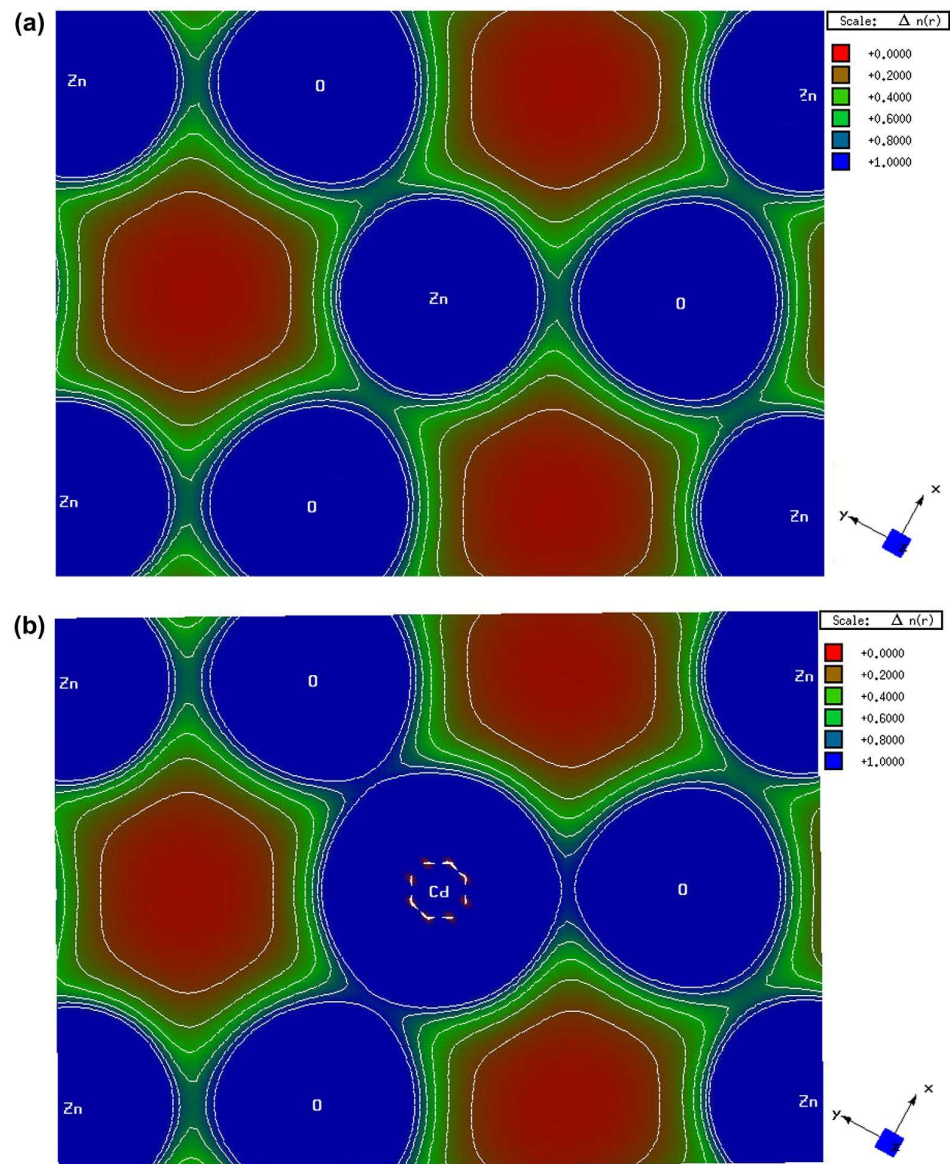 (a)
Scale: Δ n(r)
+0.0000
+0.2000
+0.4000
+0.6000
+0.8000
+1.0000
Zn
O
Zn
Zn
O
Zn
O
Zn
x
y
z
(b)
Scale: Δ n(r)
+0.0000
+0.2000
+0.4000
+0.6000
+0.8000
+1.0000
Zn
O
Zn
Cd
O
Zn
O
Zn
x
y